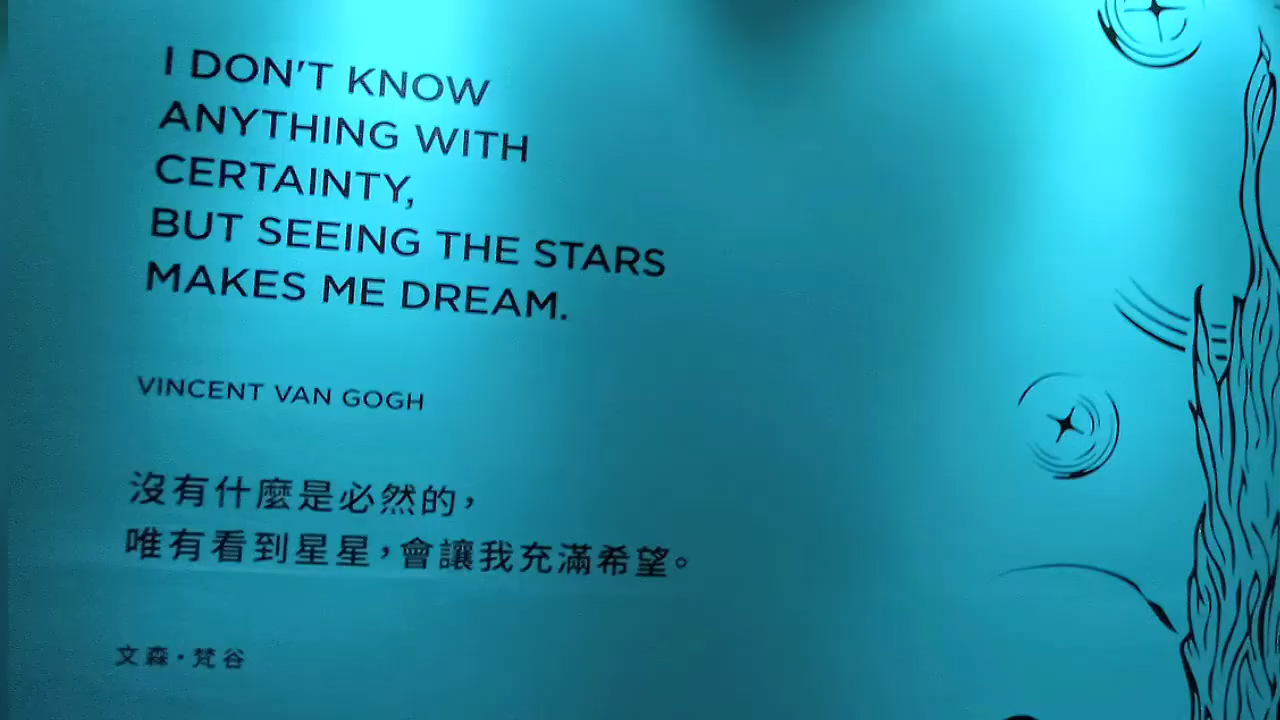 I DON'T KNOW
ANYTHING WITH
CERTAINTY,
BUT SEEING THE STARS
MAKES ME DREAM.
VINCENT VAN GOGH
沒有什麼是必然的，
唯有看到星星，會讓我充滿希望。
文森·梵谷